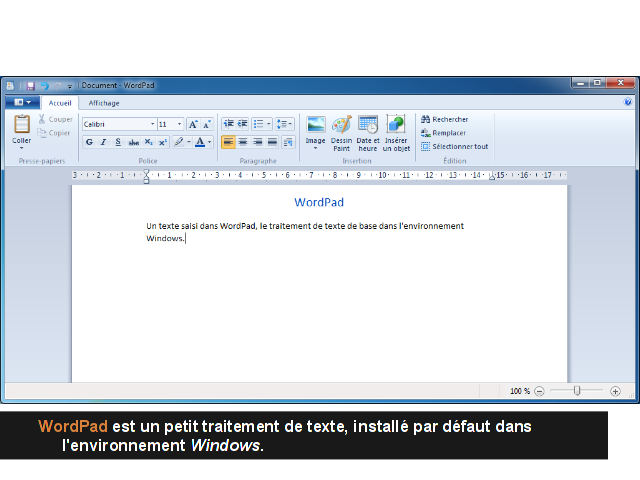 Document - WordPad
Accueil Affichage
Coller
Couper
Copier
Presse-papiers
Calibri 11 A A
G I S abc X₂ X² A
Police
Paragraphe
Image
Dessin Paint
Date et heure
Insérer un objet
Insertion
Rechercher
Remplacer
Sélectionner tout
Édition
3 · 2 · 1 · 1 · 2 · 3 · 4 · 5 · 6 · 7 · 8 · 9 · 10 · 11 · 12 · 13 · 14 · 15 · 16 · 17
WordPad
Un texte saisi dans WordPad, le traitement de texte de base dans l'environnement
Windows.
100 %
WordPad est un petit traitement de texte, installé par défaut dans
l'environnement Windows.